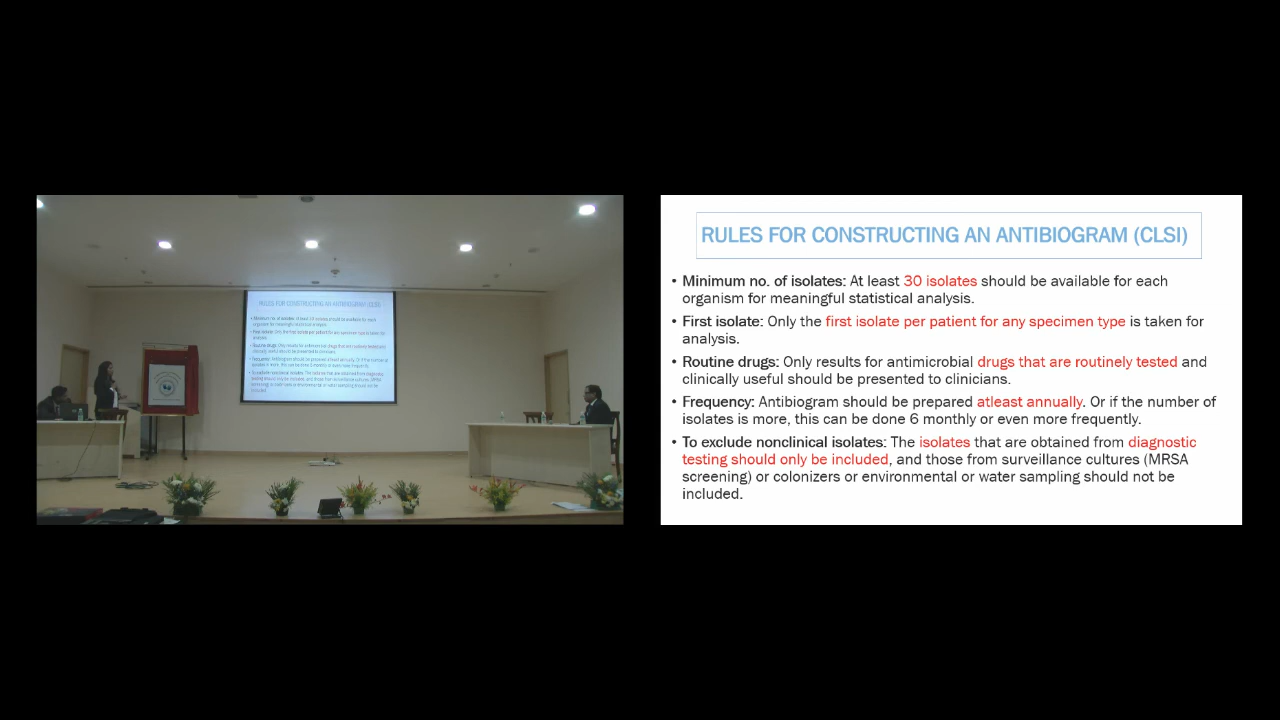 RULES FOR CONSTRUCTING AN ANTIBIOGRAM (CLSI)
• Minimum no. of isolates: At least 30 isolates should be available for each
organism for meaningful statistical analysis.
• First isolate: Only the first isolate per patient for any specimen type is taken for
analysis.
• Routine drugs: Only results for antimicrobial drugs that are routinely tested and
clinically useful should be presented to clinicians.
• Frequency: Antibiogram should be prepared atleast annually. Or if the number of
isolates is more, this can be done 6 monthly or even more frequently.
• To exclude nonclinical isolates: The isolates that are obtained from diagnostic
testing should only be included, and those from surveillance cultures (MRSA
screening) or colonizers or environmental or water sampling should not be
included.